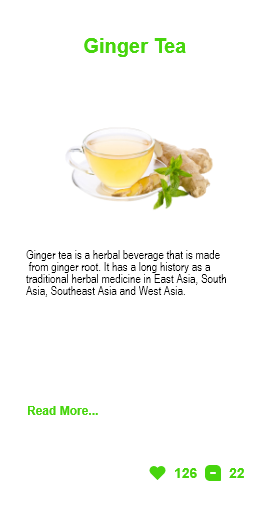 Ginger Tea
Ginger tea is a herbal beverage that is made
from ginger root. It has a long history as a
traditional herbal medicine in East Asia, South
Asia, Southeast Asia and West Asia.
Read More...
126 22